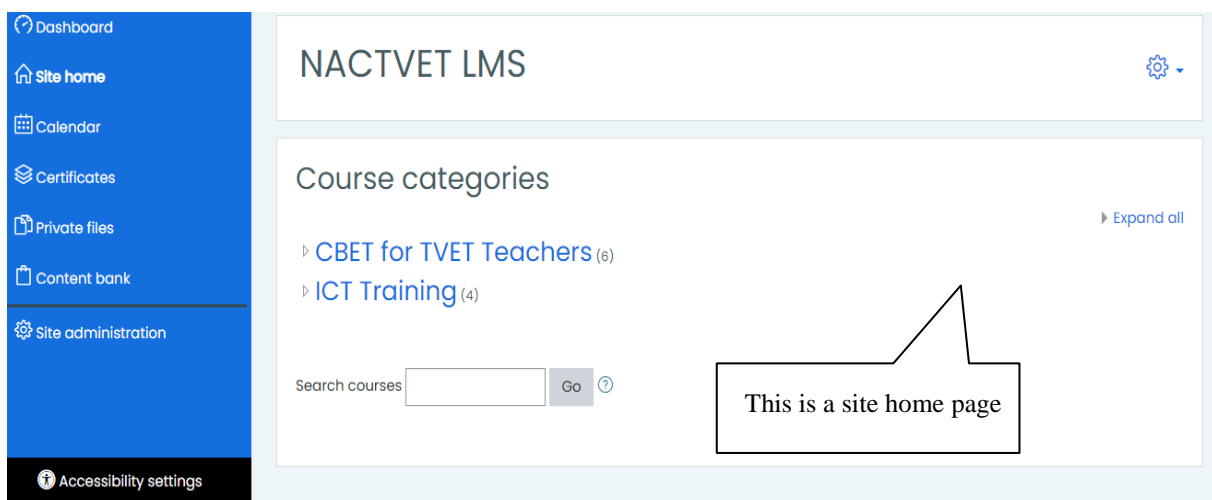 Dashboard
Site home
Calendar
Certificates
Private files
Content bank
Site administration
Accessibility settings
NACTVET LMS
Course categories
Expand all
CBET for TVET Teachers (6)
ICT Training (4)
Search courses Go
This is a site home page